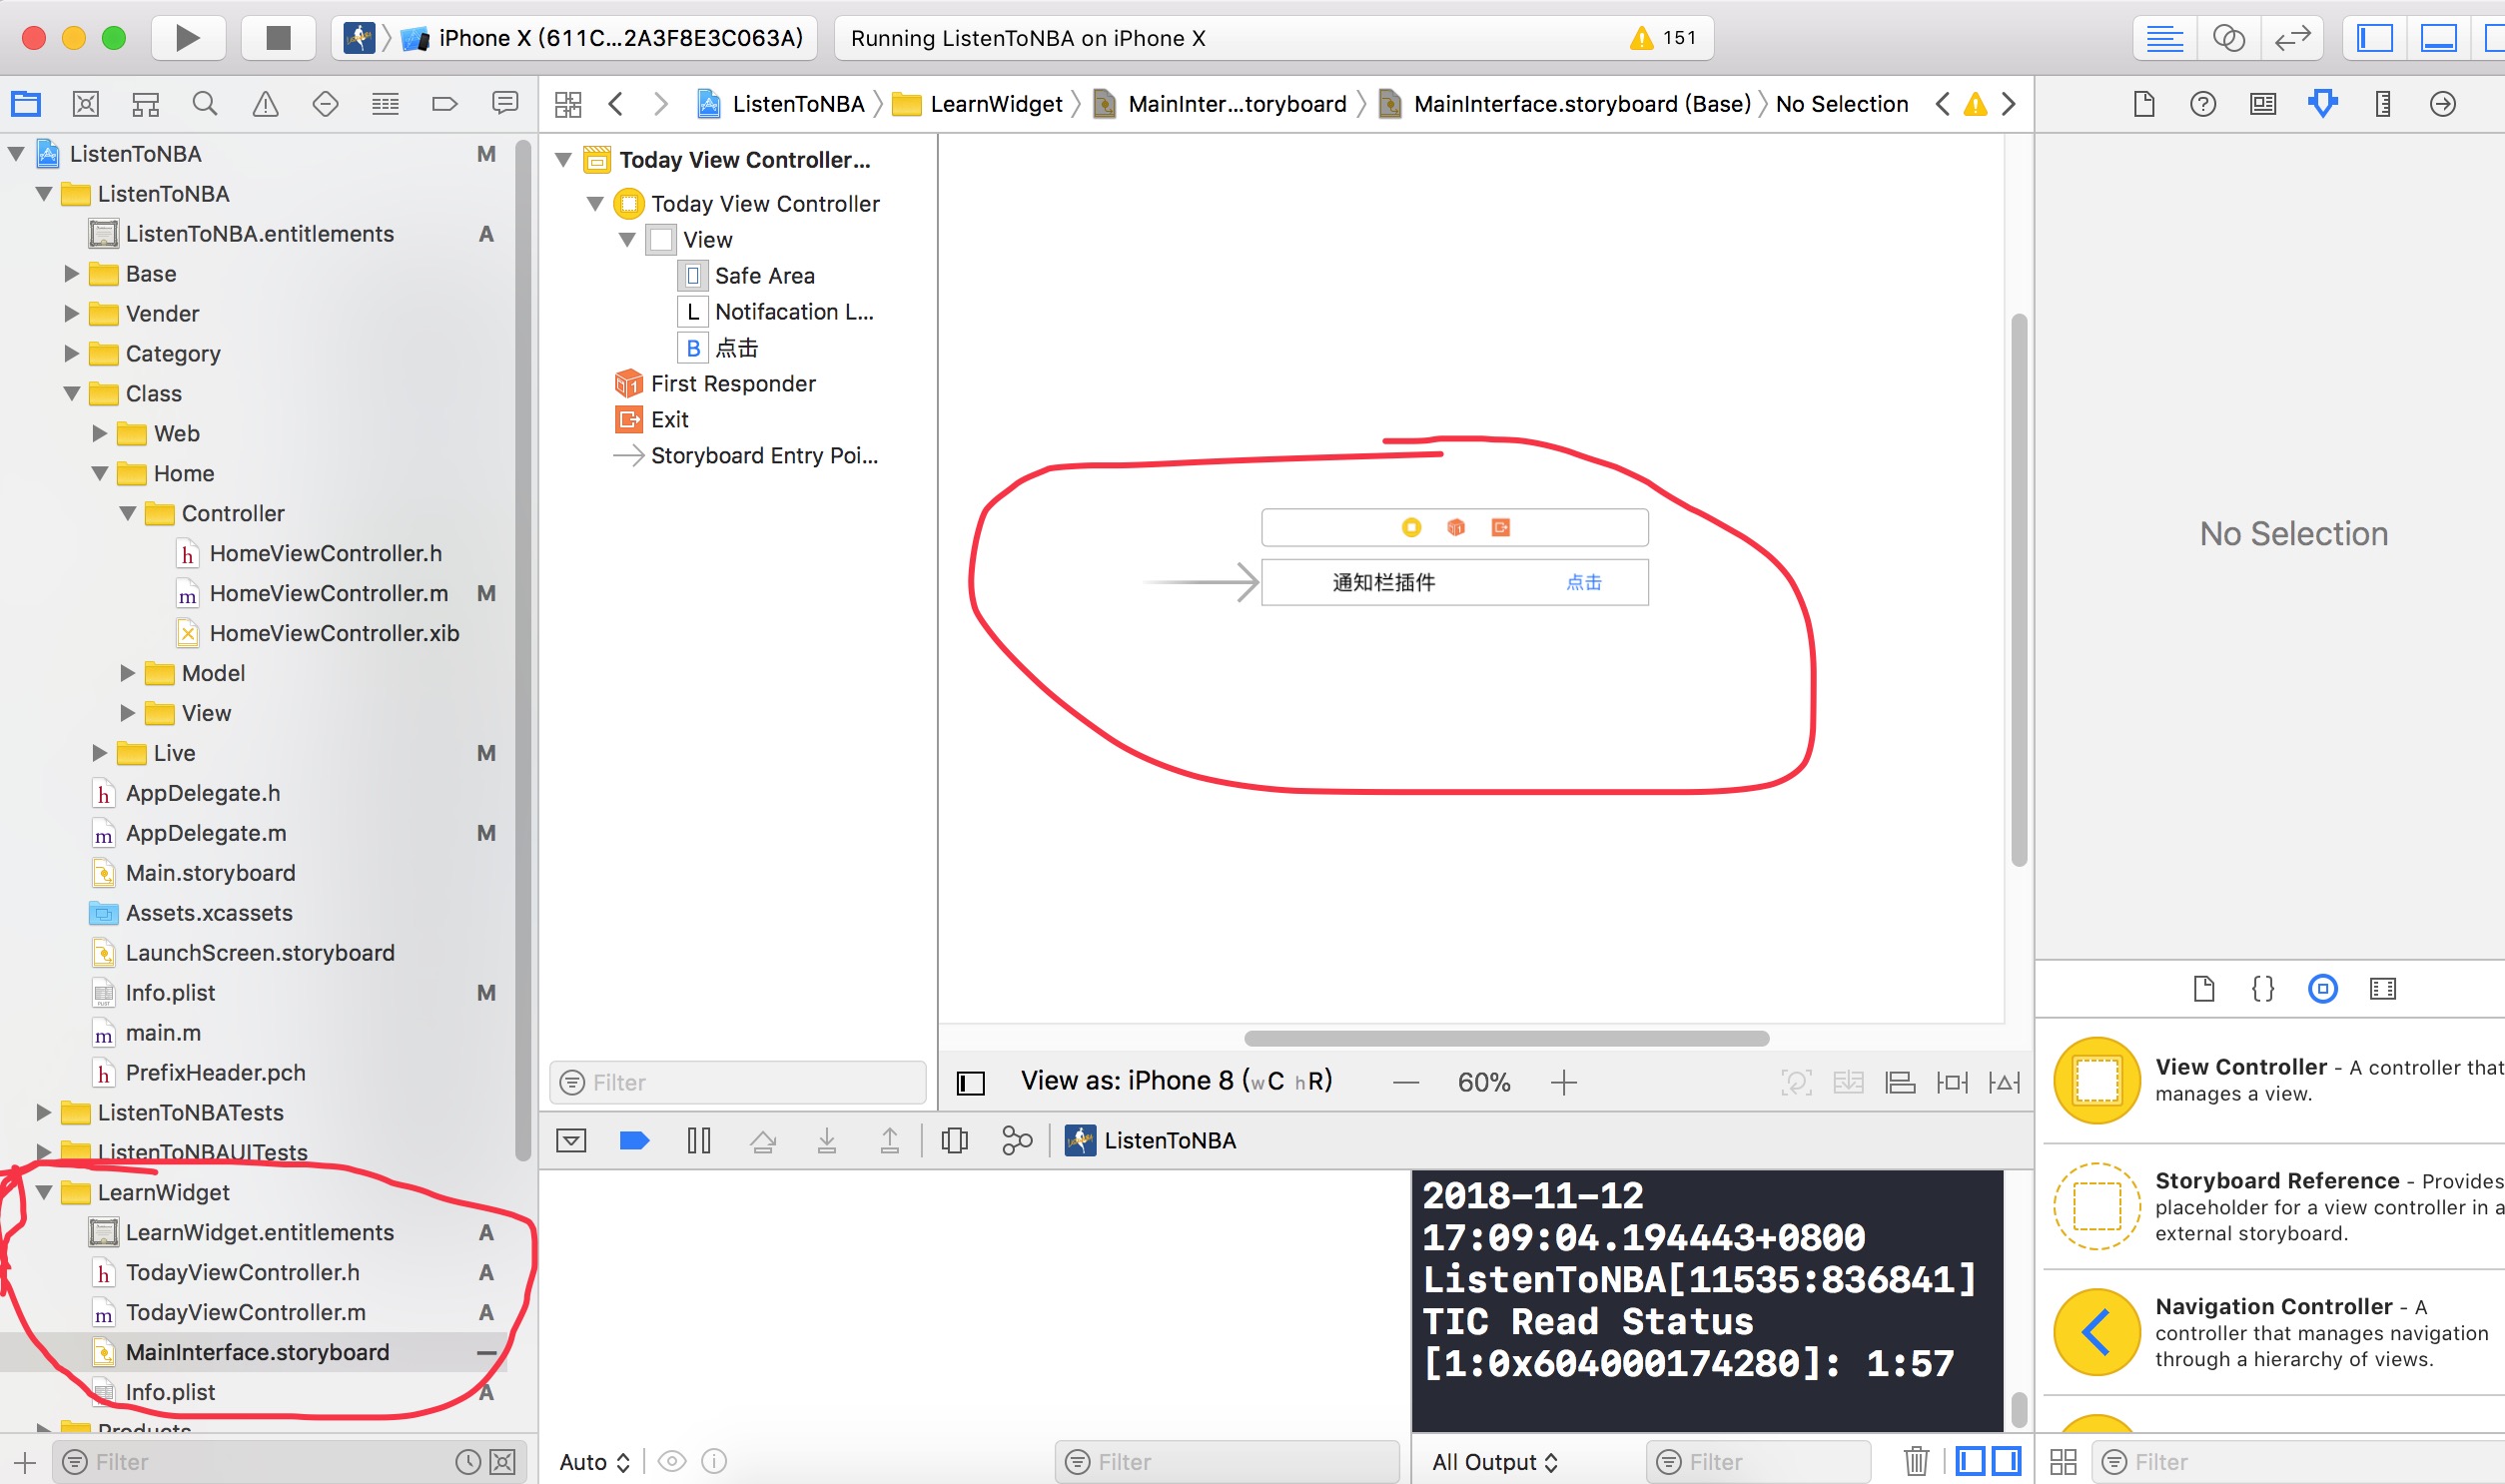 iPhone X (611C...2A3F8E3C063A)
Running ListenToNBA on iPhone X
151
ListenToNBA
LearnWidget
MainInter...toryboard
MainInterface.storyboard (Base)
No Selection
ListenToNBA M
ListenToNBA
ListenToNBA.entitlements A
Base
Vender
Category
Class
Web
Home
Controller
h HomeViewController.h
m HomeViewController.m M
HomeViewController.xib
Model
View
Live M
h AppDelegate.h
m AppDelegate.m M
Main.storyboard
Assets.xcassets
LaunchScreen.storyboard
Info.plist M
m main.m
h PrefixHeader.pch
ListenToNBATests
ListenToNBAUITests
LearnWidget
LearnWidget.entitlements A
h TodayViewController.h A
m TodayViewController.m A
MainInterface.storyboard
Info.plist A
Products
Filter
Today View Controller...
Today View Controller
View
Safe Area
L Notifacation L...
B 点击
First Responder
Exit
Storyboard Entry Poi...
Filter
通知栏插件 点击
View as: iPhone 8 (wC hR)
60%
ListenToNBA
2018-11-12
17:09:04.194443+0800
ListenToNBA[11535:836841]
TIC Read Status
[1:0x604000174280]: 1:57
Auto
Filter
All Output
Filter
No Selection
{}
View Controller - A controller that
manages a view.
Storyboard Reference - Provides
placeholder for a view controller in a
external storyboard.
Navigation Controller - A
controller that manages navigation
through a hierarchy of views.
Filter